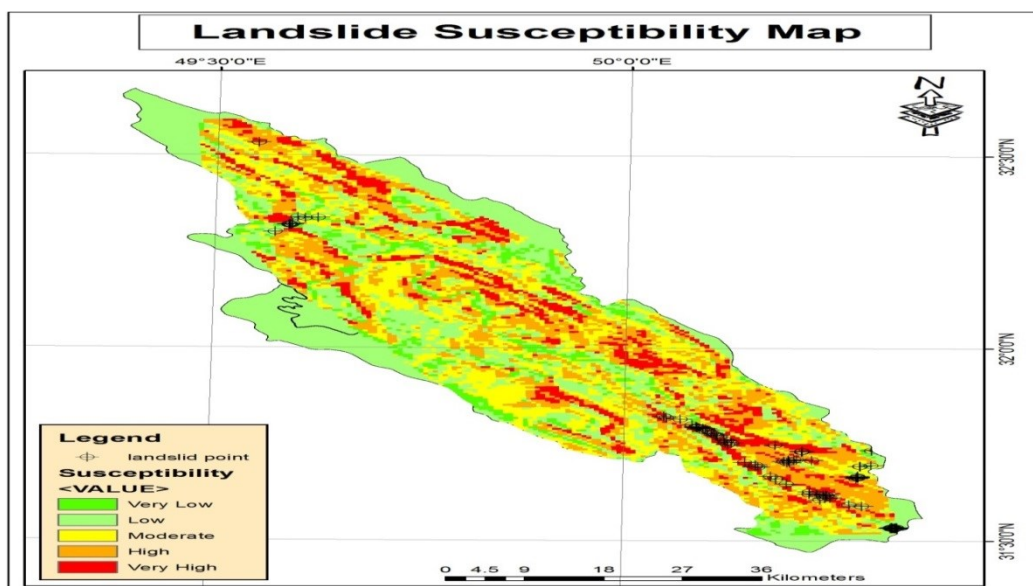 Landslide Susceptibility Map
49°30'0"E 50°0'0"E
N
32°30'0"N
32°0'0"N
31°30'0"N
Legend
landslid point
Susceptibility
<VALUE>
Very Low
Low
Moderate
High
Very High
0 4.5 9 18 27 36
Kilometers